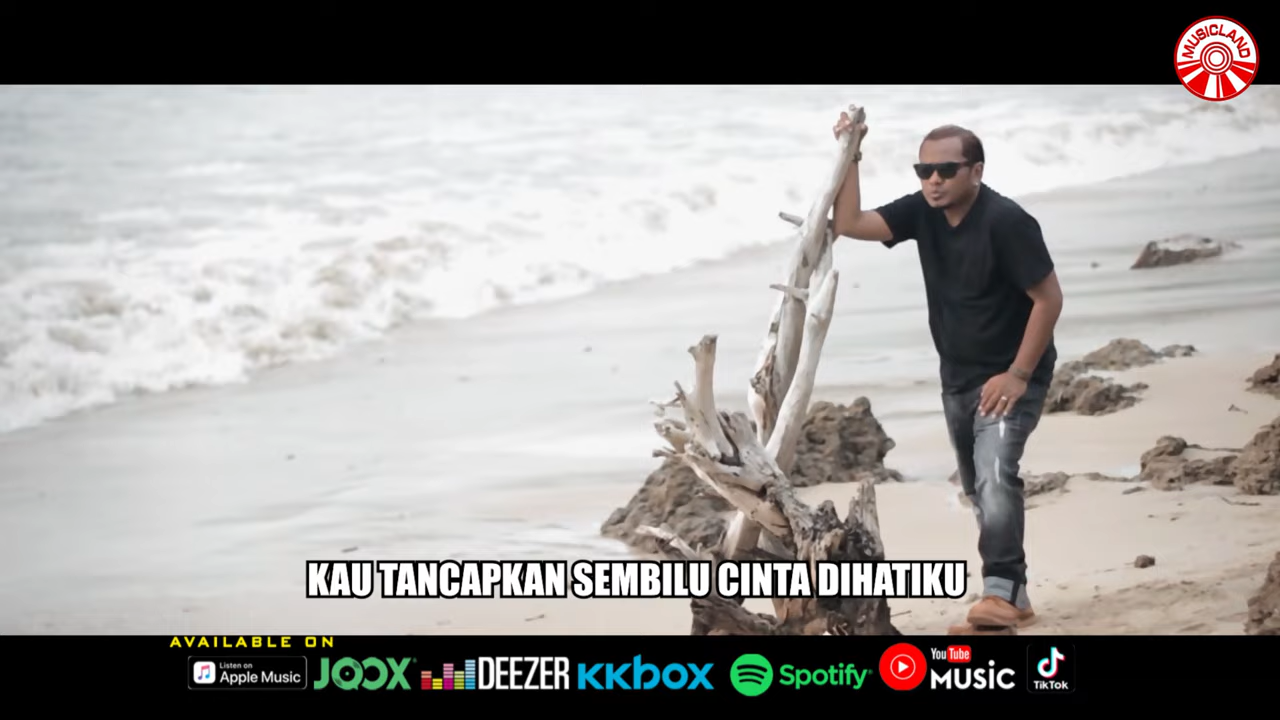 MUSICLAND
KAU TANCAPKAN SEMBILU CINTA DIHATIKU
AVAILABLE ON
Listen on
Apple Music
JOOX
DEEZER
KKBOX
Spotify
YouTube
MUSIC
TikTok